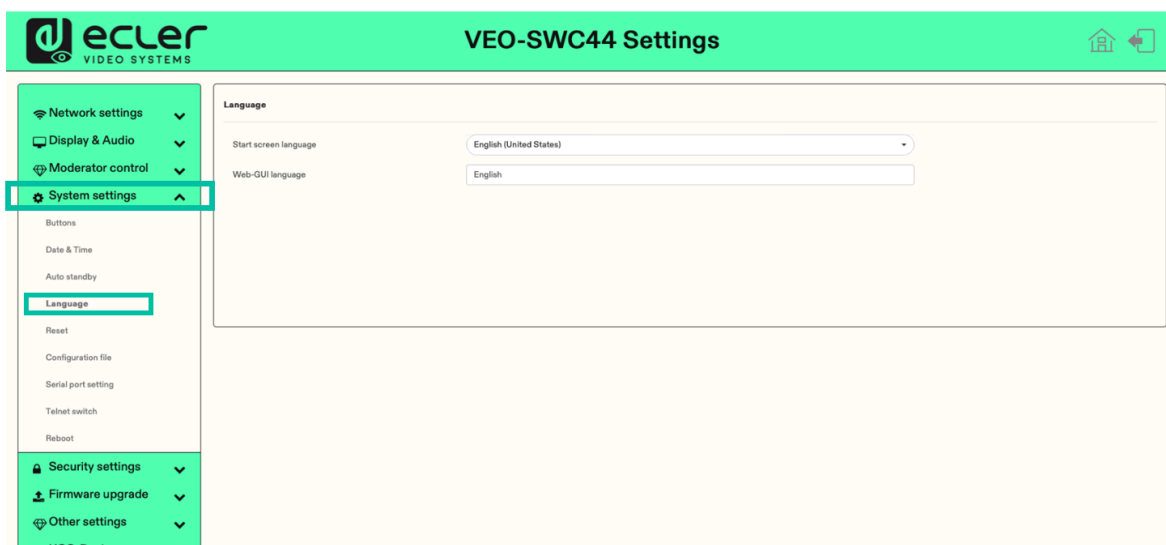 ecler
VIDEO SYSTEMS
VEO-SWC44 Settings
Network settings
Display & Audio
Moderator control
System settings
Buttons
Date & Time
Auto standby
Language
Reset
Configuration file
Serial port setting
Telnet switch
Reboot
Security settings
Firmware upgrade
Other settings
Language
Start screen language
English (United States)
Web-GUI language
English